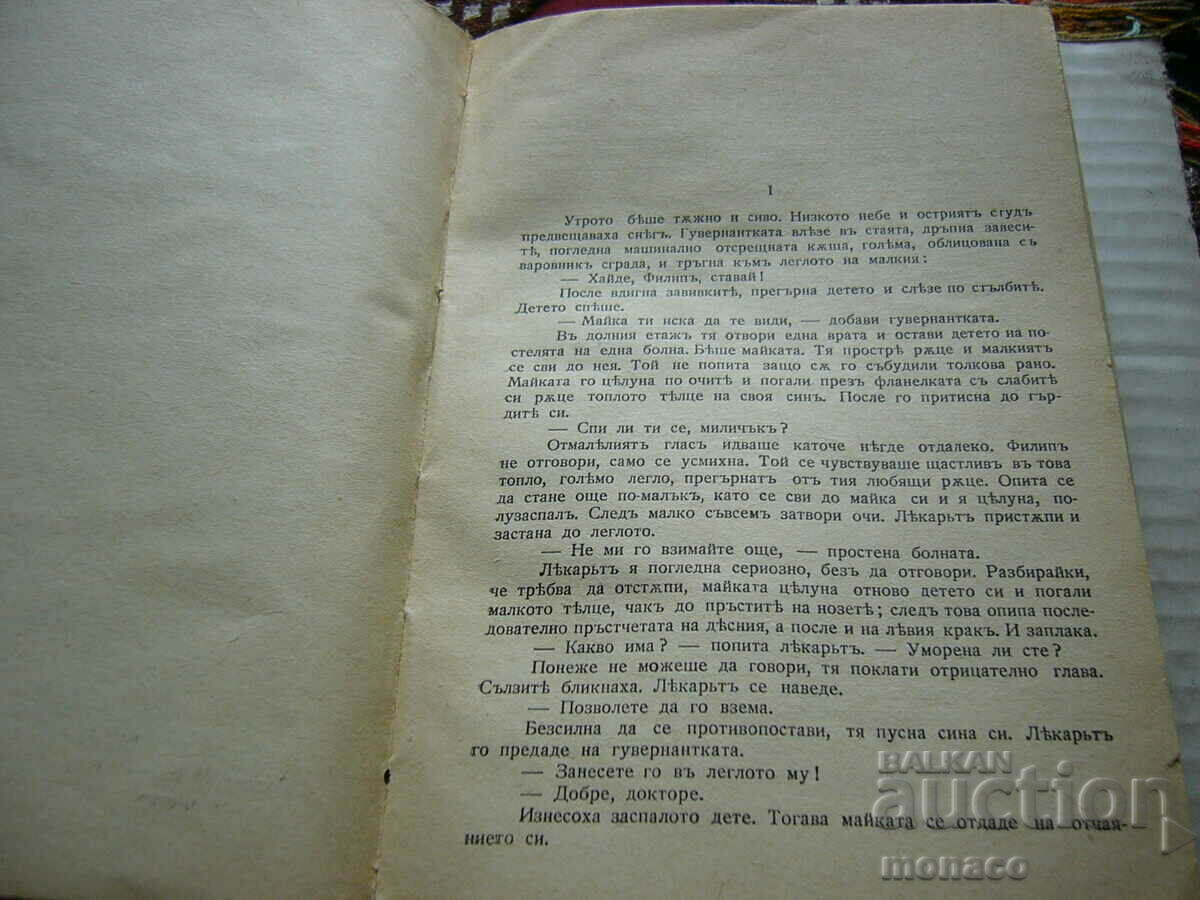 I
Утрото бѣше тѫжно и сиво. Низкото небе и острият студъ
предвещаваха снѣгъ. Гувернантката влѣзе въ стаята, дръпна завеси-
тѣ, погледна машинално отсрещната кѫща, голѣма, облицована съ
варовникъ сграда, и тръгна къмъ леглото на малкия:
— Хайде, Филипъ, ставай!
После вдигна завивкитѣ, прегърна детето и слѣзе по стълбитѣ.
Детето спѣше.
— Майка ти иска да те види, — добави гувернантката.
Въ долния етажъ тя отвори една врата и остави детето на по-
стелята на една болна. Бѣше майката. Тя прострѣ рѫце и малкиятъ
се сви до нея. Той не попита защо сѫ го събудили толкова рано.
Майката го цѣлуна по очитѣ и погали презъ фланелката съ слабитѣ
си рѫце топлото тѣлце на своя синъ. После го притисна до гър-
дитѣ си.
— Спи ли ти се, миличъкъ?
Отмалѣлиятъ гласъ идваше каточе нѣгде отдалеко. Филипъ
не отговори, само се усмихна. Той се чувствуваше щастливъ въ това
топло, голѣмо легло, прегърнатъ отъ тия любящи рѫце. Опита се
да стане още по-малъкъ, като се сви до майка си и я цѣлуна, по-
лузаспалъ. Следъ малко съвсемъ затвори очи. Лѣкарьтъ пристѫпи и
застана до леглото.
— Не ми го взимайте още, — простена болната.
Лѣкарьтъ я погледна сериозно, безъ да отговори. Разбирайки,
че трѣбва да отстѫпи, майката цѣлуна отново детето си и погали
малкото тѣлце, чакъ до пръститѣ на нозетѣ; следъ това опипа после-
дователно пръстчетата на дѣсния, а после и на лѣвия кракъ. И заплака.
— Какво има? — попита лѣкарьтъ. — Уморена ли сте?
Понеже не можеше да говори, тя поклати отрицателно глава.
Сълзитѣ бликнаха. Лѣкарьтъ се наведе.
— Позволете да го взема.
Безсилна да се противопостави, тя пусна сина си. Лѣкарьтъ
го предаде на гувернантката.
— Занесете го въ леглото му!
— Добре, докторе.
Изнесоха заспалото дете. Тогава майката се отдаде на отчая-
нието си.
BALKAN
auction
monaco